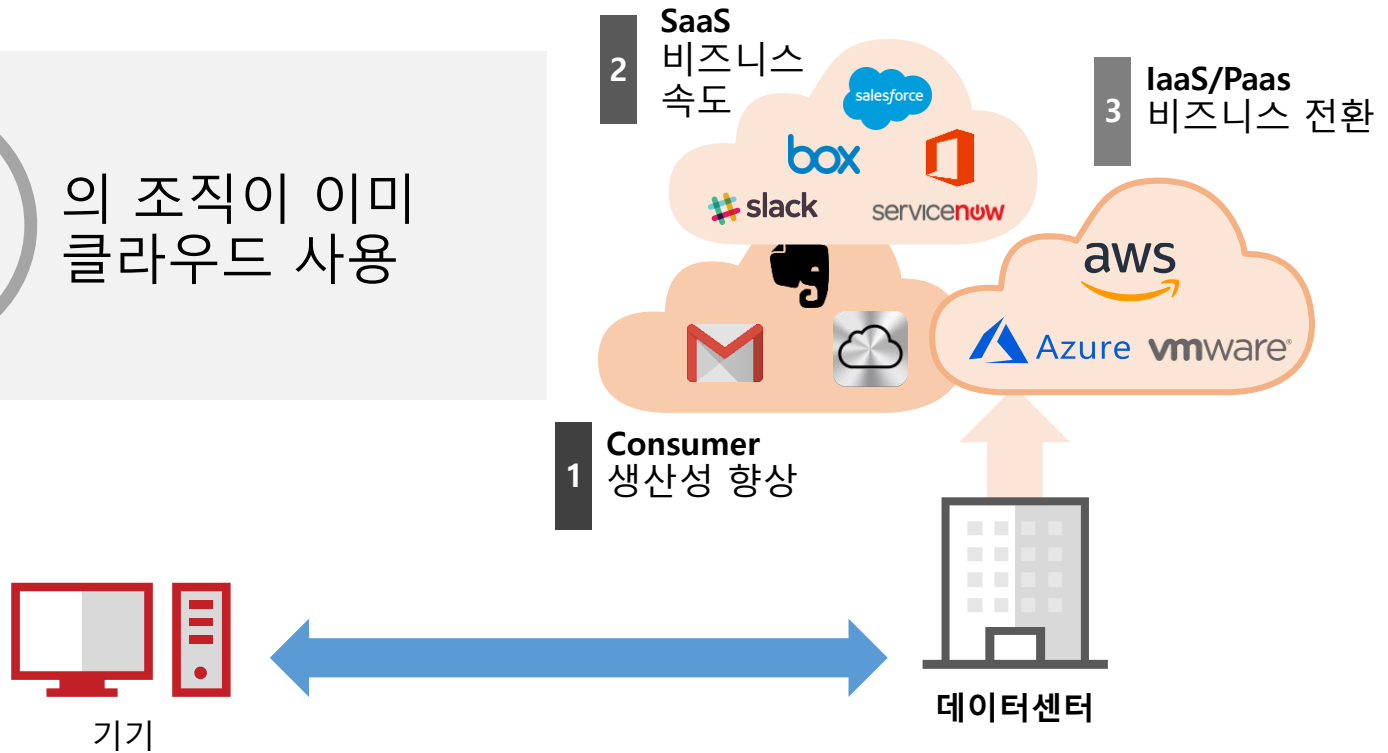 의 조직이 이미
클라우드 사용
2
SaaS
비즈니스
속도
salesforce
box
slack
servicenow
3
IaaS/Paas
비즈니스 전환
aws
Azure
vmware®
1
Consumer
생산성 향상
기기
데이터센터